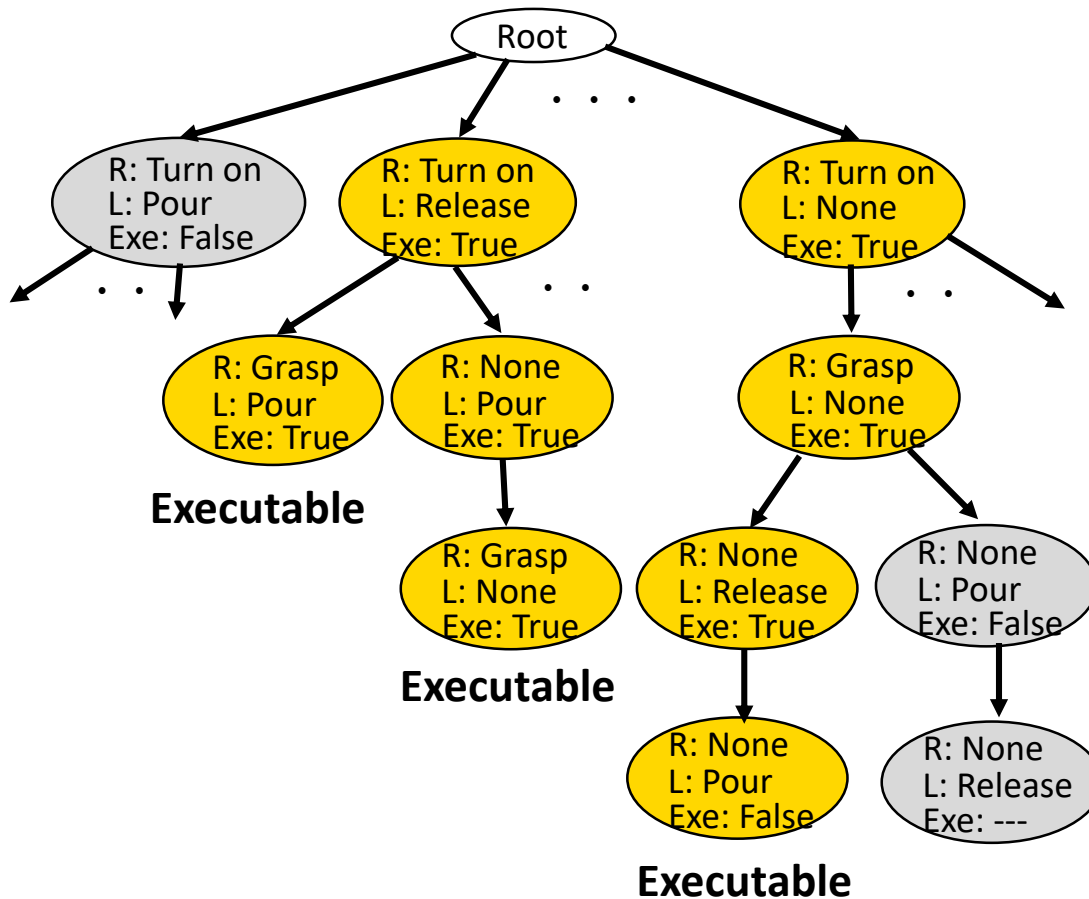 Root
. . .
R: Turn on
L: Pour
Exe: False
R: Turn on
L: Release
Exe: True
R: Turn on
L: None
Exe: True
. .
. .
. .
R: Grasp
L: Pour
Exe: True
R: None
L: Pour
Exe: True
R: Grasp
L: None
Exe: True
Executable
R: Grasp
L: None
Exe: True
R: None
L: Release
Exe: True
R: None
L: Pour
Exe: False
Executable
R: None
L: Pour
Exe: False
R: None
L: Release
Exe: ---
Executable